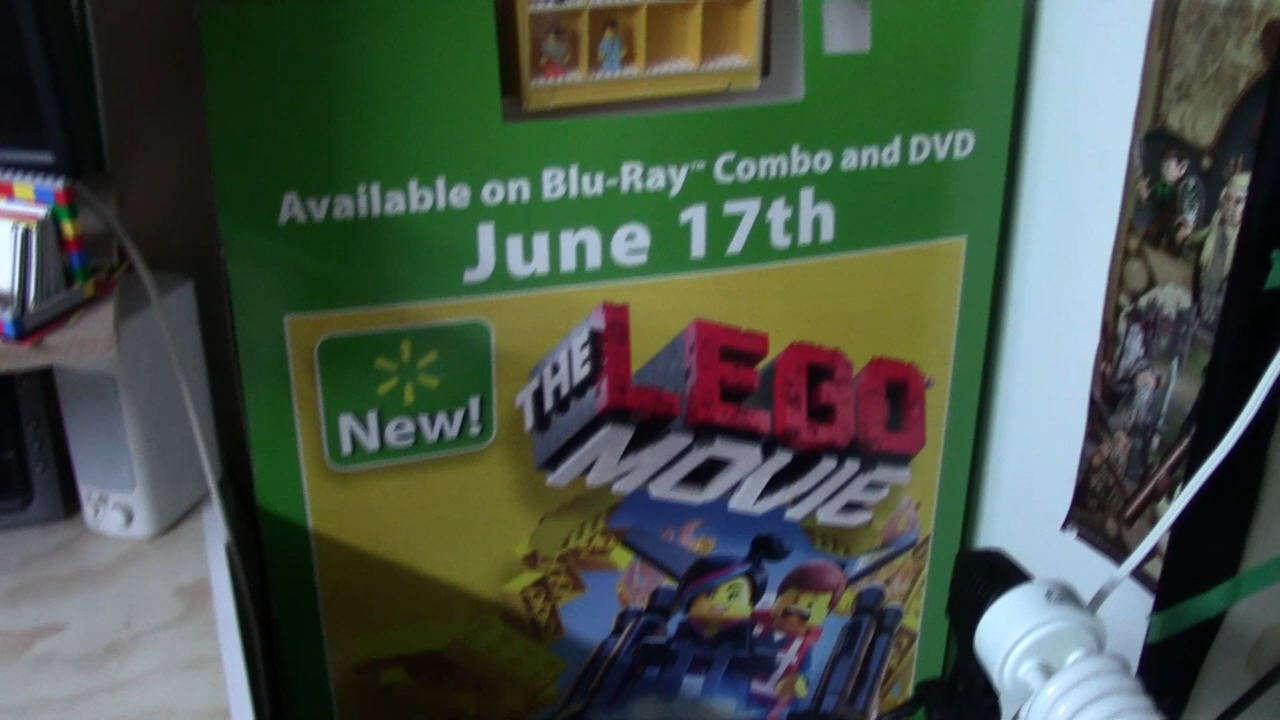 Available on Blu-Ray™ Combo and DVD
June 17th
New!
THE LEGO
MOVIE